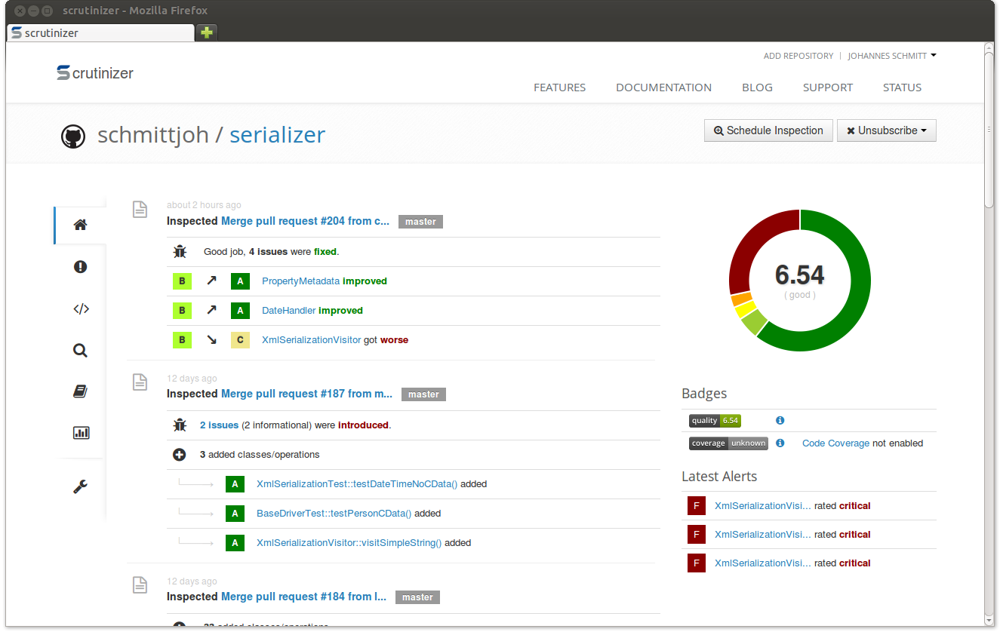 scrutinizer - Mozilla Firefox
scrutinizer
ADD REPOSITORY | JOHANNES SCHMITT
Scrutinizer
FEATURES DOCUMENTATION BLOG SUPPORT STATUS
schmittjoh / serializer
Schedule Inspection
Unsubscribe
about 2 hours ago
Inspected Merge pull request #204 from c... master
Good job, 4 issues were fixed.
B A PropertyMetadata improved
B A DateHandler improved
B C XmlSerializationVisitor got worse
12 days ago
Inspected Merge pull request #187 from m... master
2 issues (2 informational) were introduced.
3 added classes/operations
A XmlSerializationTest::testDateTimeNoCData() added
A BaseDriverTest::testPersonCData() added
A XmlSerializationVisitor::visitSimpleString() added
12 days ago
Inspected Merge pull request #184 from l... master
added classes/operations
6.54
( good )
Badges
quality 6.54
coverage unknown Code Coverage not enabled
Latest Alerts
F XmlSerializationVisi... rated critical
F XmlSerializationVisi... rated critical
F XmlSerializationVisi... rated critical